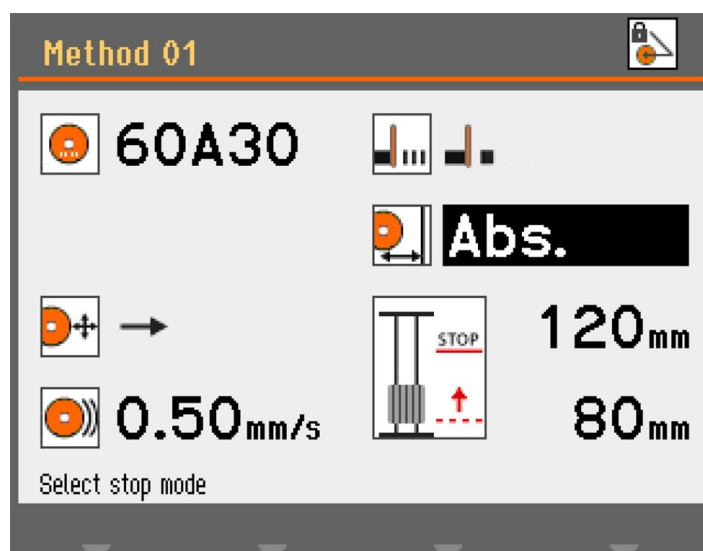 Method 01
60A30
Abs.
STOP
120mm
0.50mm/s
80mm
Select stop mode